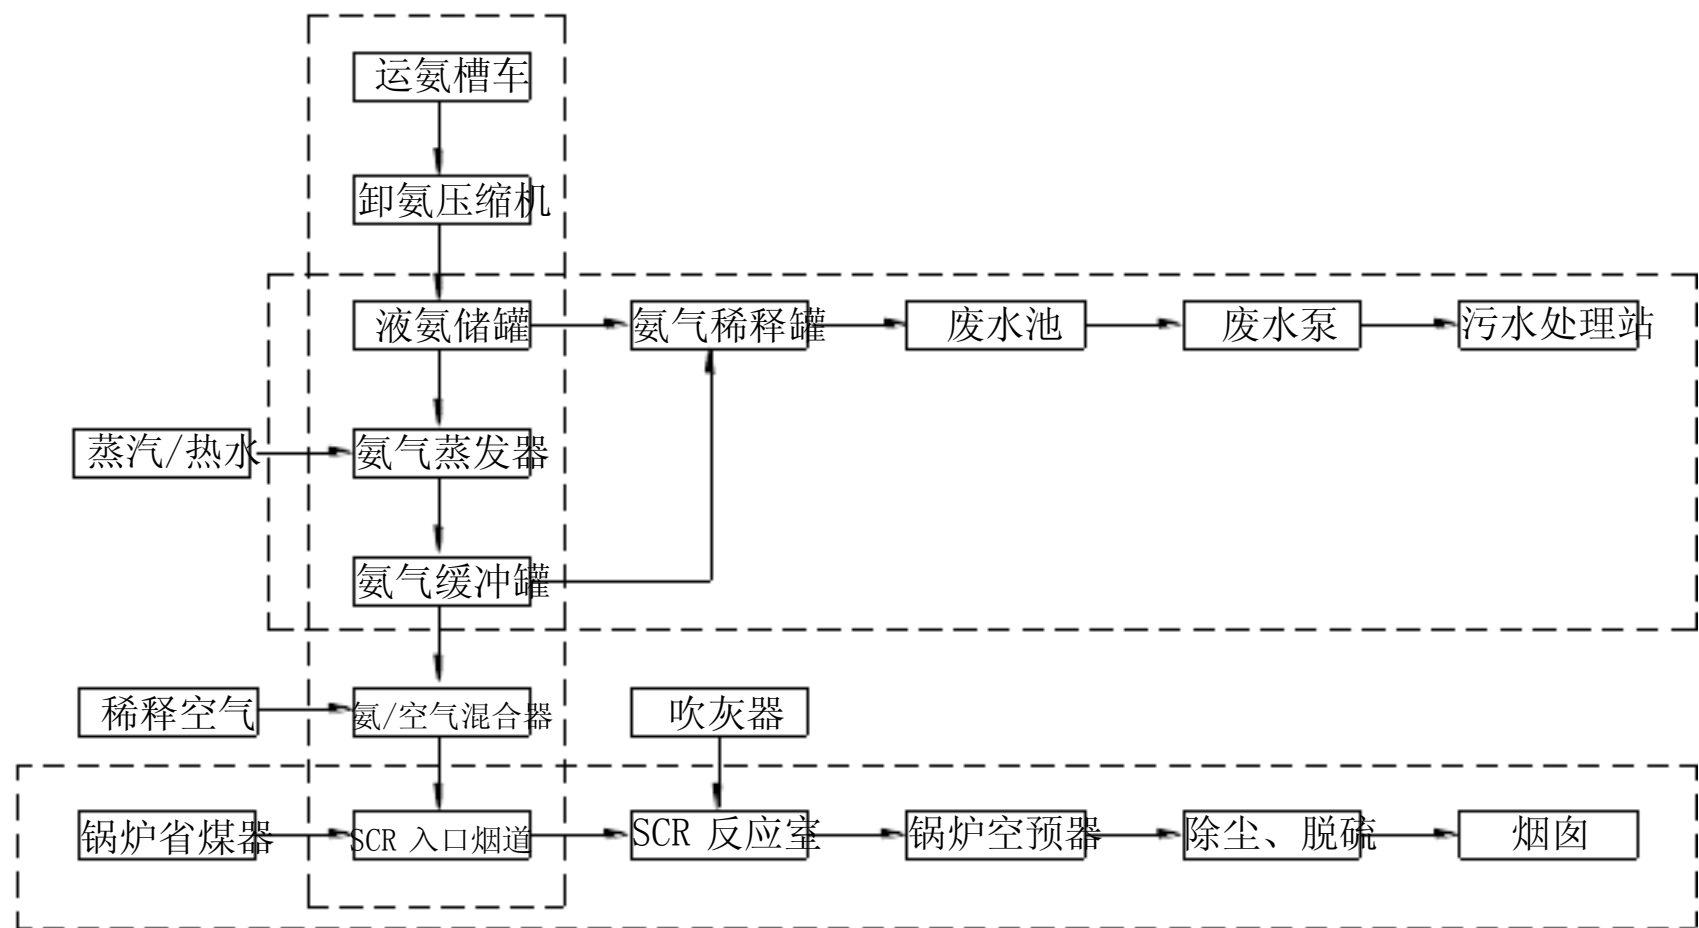 运氨槽车
卸氨压缩机
液氨储罐
氨气稀释罐
废水池
废水泵
污水处理站
蒸汽/热水
氨气蒸发器
氨气缓冲罐
稀释空气
氨/空气混合器
吹灰器
锅炉省煤器
SCR 入口烟道
SCR 反应室
锅炉空预器
除尘、脱硫
烟囱